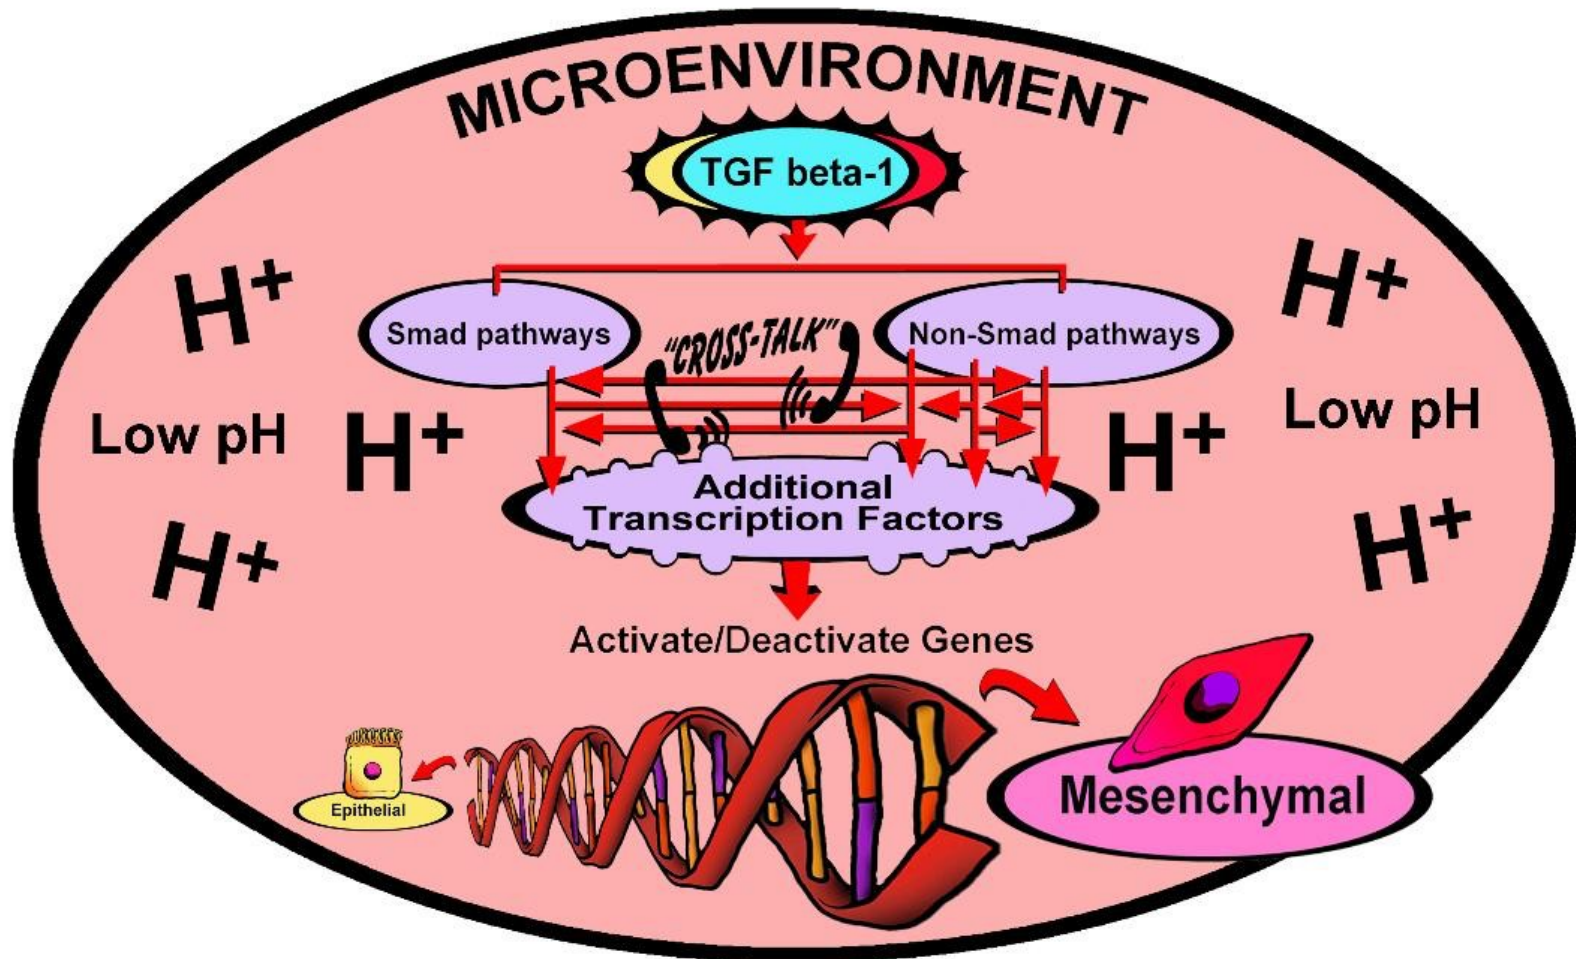 MICROENVIRONMENT
TGF beta-1
H+
H+
Smad pathways
"CROSS-TALK"
Non-Smad pathways
Low pH
H+
H+
Low pH
Additional
Transcription Factors
H+
H+
Activate/Deactivate Genes
Epithelial
Mesenchymal